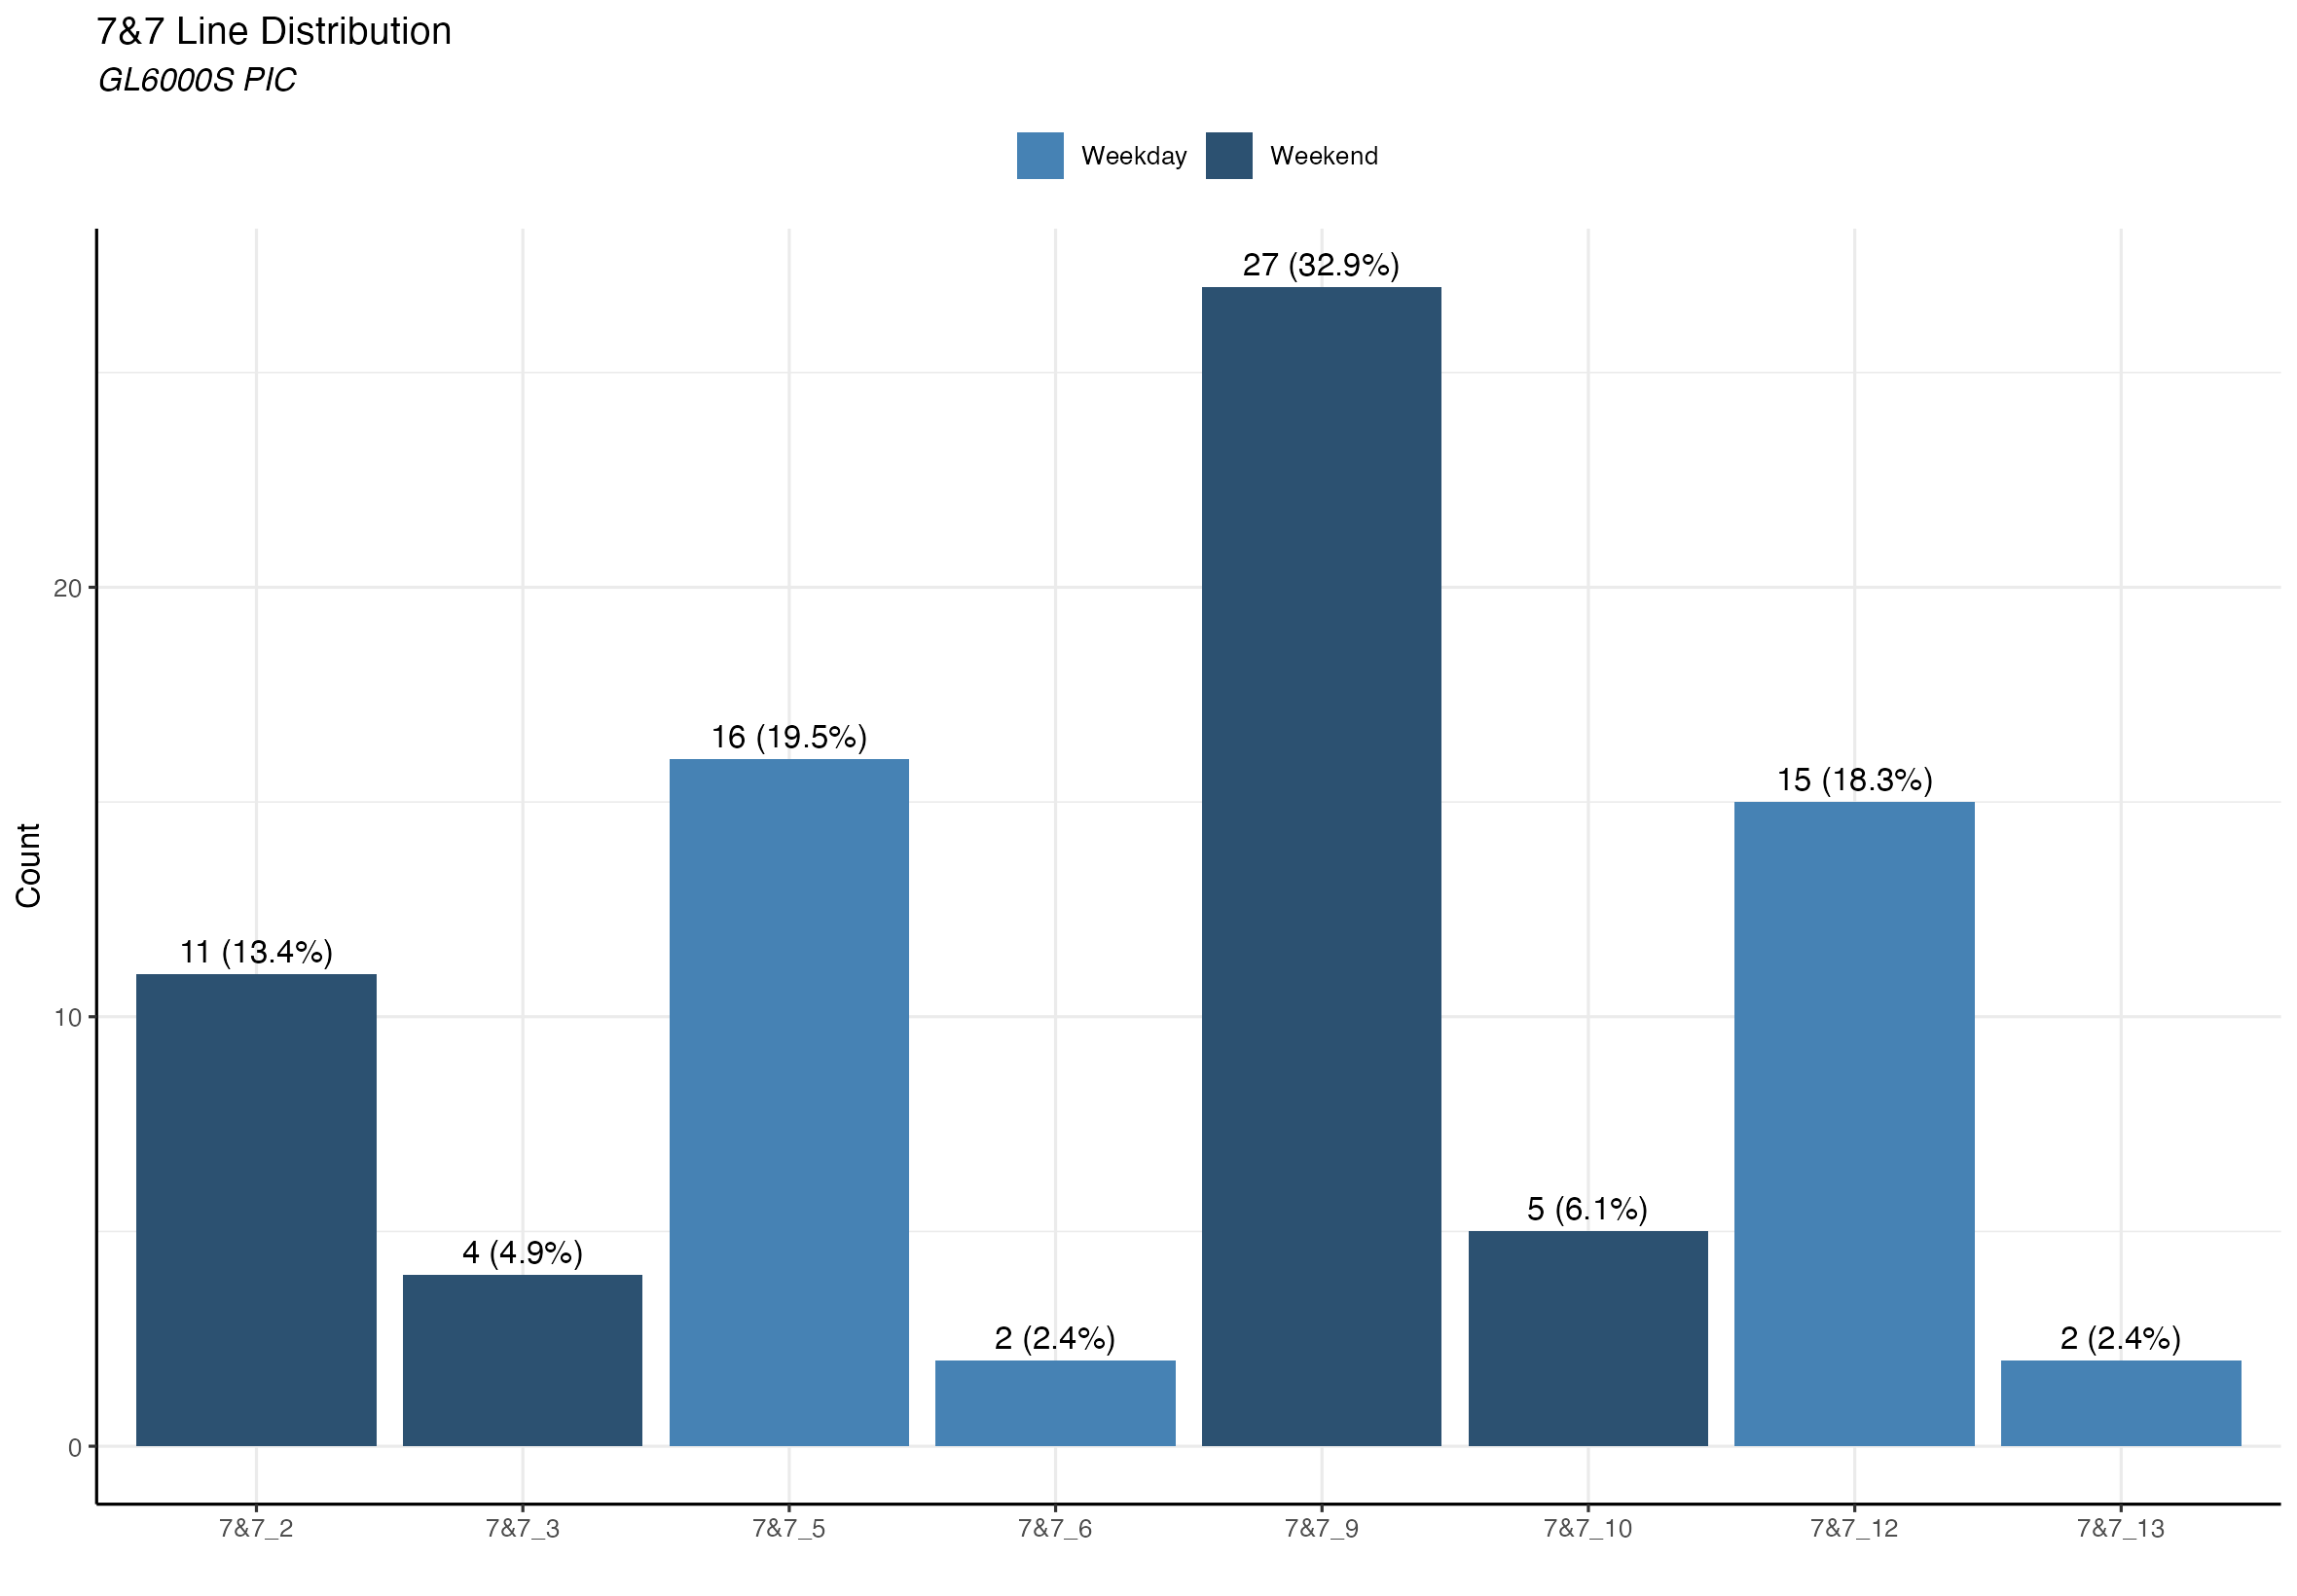 7&7 Line Distribution
GL6000S PIC
Weekday Weekend
27 (32.9%)
16 (19.5%)
15 (18.3%)
11 (13.4%)
5 (6.1%)
4 (4.9%)
2 (2.4%)
2 (2.4%)
Count
20
10
0
7&7_2 7&7_3 7&7_5 7&7_6 7&7_9 7&7_10 7&7_12 7&7_13